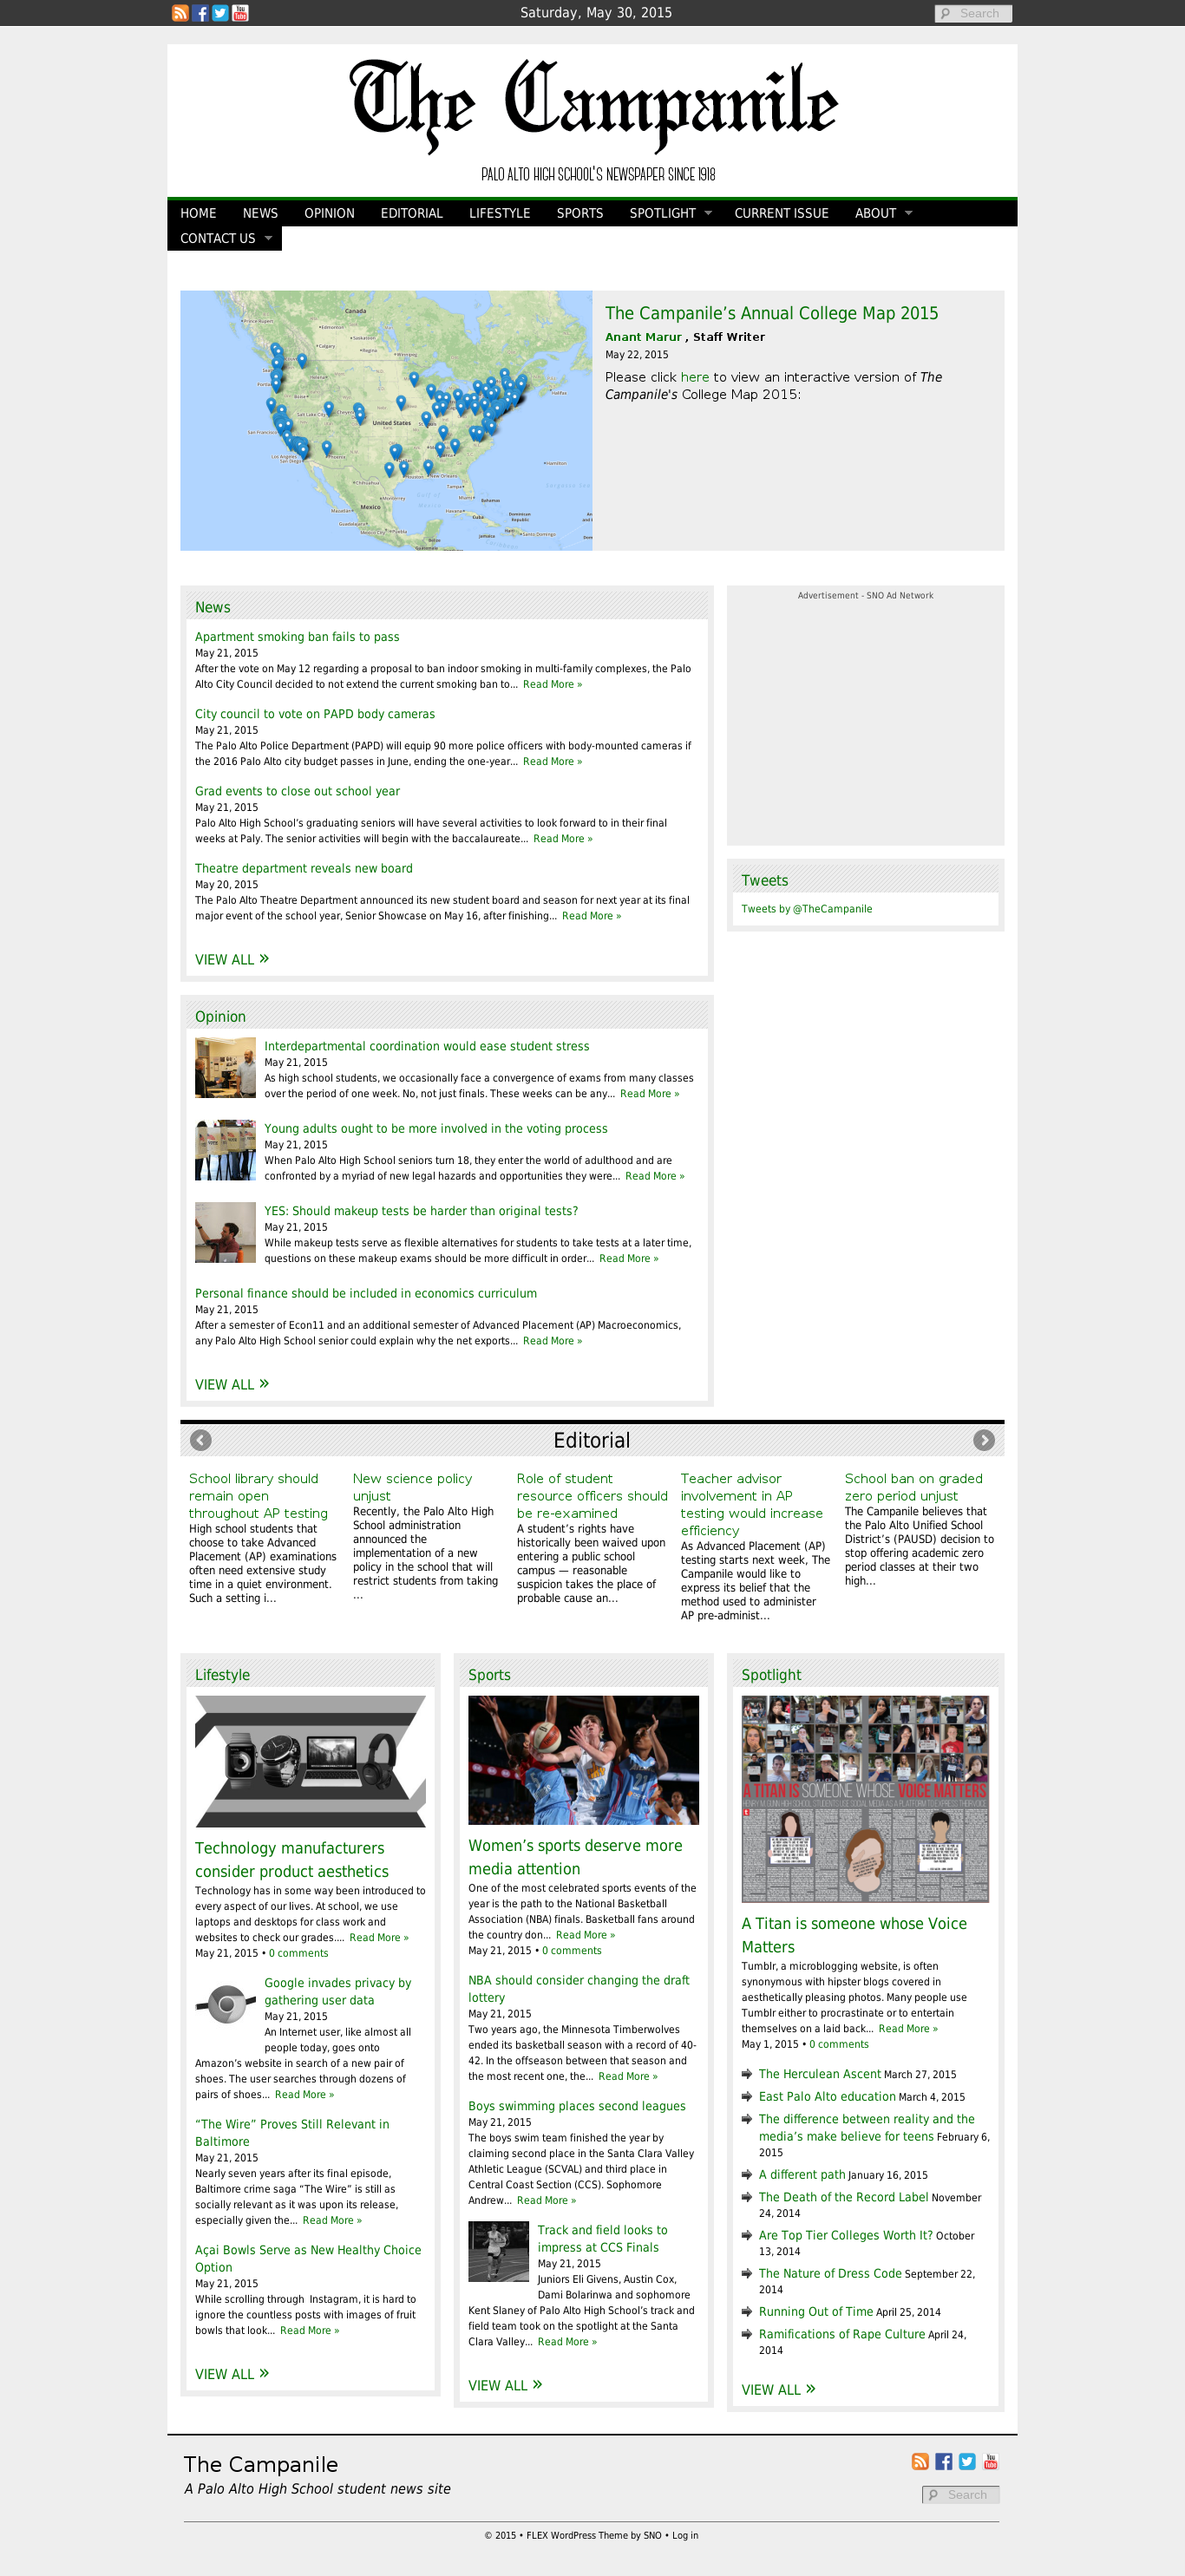 Saturday, May 30, 2015
Search
The Campanile
PALO ALTO HIGH SCHOOL'S NEWSPAPER SINCE 1918
HOME NEWS OPINION EDITORIAL LIFESTYLE SPORTS SPOTLIGHT CURRENT ISSUE ABOUT
CONTACT US
The Campanile’s Annual College Map 2015
Anant Marur , Staff Writer
May 22, 2015
Please click here to view an interactive version of The
Campanile's College Map 2015:
News
Apartment smoking ban fails to pass
May 21, 2015
After the vote on May 12 regarding a proposal to ban indoor smoking in multi-family complexes, the Palo
Alto City Council decided to not extend the current smoking ban to... Read More »
City council to vote on PAPD body cameras
May 21, 2015
The Palo Alto Police Department (PAPD) will equip 90 more police officers with body-mounted cameras if
the 2016 Palo Alto city budget passes in June, ending the one-year... Read More »
Grad events to close out school year
May 21, 2015
Palo Alto High School’s graduating seniors will have several activities to look forward to in their final
weeks at Paly. The senior activities will begin with the baccalaureate... Read More »
Theatre department reveals new board
May 20, 2015
The Palo Alto Theatre Department announced its new student board and season for next year at its final
major event of the school year, Senior Showcase on May 16, after finishing... Read More »
VIEW ALL »
Advertisement - SNO Ad Network
Tweets
Tweets by @TheCampanile
Opinion
Interdepartmental coordination would ease student stress
May 21, 2015
As high school students, we occasionally face a convergence of exams from many classes
over the period of one week. No, not just finals. These weeks can be any... Read More »
Young adults ought to be more involved in the voting process
May 21, 2015
When Palo Alto High School seniors turn 18, they enter the world of adulthood and are
confronted by a myriad of new legal hazards and opportunities they were... Read More »
YES: Should makeup tests be harder than original tests?
May 21, 2015
While makeup tests serve as flexible alternatives for students to take tests at a later time,
questions on these makeup exams should be more difficult in order... Read More »
Personal finance should be included in economics curriculum
May 21, 2015
After a semester of Econ11 and an additional semester of Advanced Placement (AP) Macroeconomics,
any Palo Alto High School senior could explain why the net exports... Read More »
VIEW ALL »
Editorial
School library should
remain open
throughout AP testing
High school students that
choose to take Advanced
Placement (AP) examinations
often need extensive study
time in a quiet environment.
Such a setting i...
New science policy
unjust
Recently, the Palo Alto High
School administration
announced the
implementation of a new
policy in the school that will
restrict students from taking
...
Role of student
resource officers should
be re-examined
A student’s rights have
historically been waived upon
entering a public school
campus — reasonable
suspicion takes the place of
probable cause an...
Teacher advisor
involvement in AP
testing would increase
efficiency
As Advanced Placement (AP)
testing starts next week, The
Campanile would like to
express its belief that the
method used to administer
AP pre-administ...
School ban on graded
zero period unjust
The Campanile believes that
the Palo Alto Unified School
District’s (PAUSD) decision to
stop offering academic zero
period classes at their two
high...
Lifestyle
Technology manufacturers
consider product aesthetics
Technology has in some way been introduced to
every aspect of our lives. At school, we use
laptops and desktops for class work and
websites to check our grades.... Read More »
May 21, 2015 • 0 comments
Google invades privacy by
gathering user data
May 21, 2015
An Internet user, like almost all
people today, goes onto
Amazon’s website in search of a new pair of
shoes. The user searches through dozens of
pairs of shoes... Read More »
“The Wire” Proves Still Relevant in
Baltimore
May 21, 2015
Nearly seven years after its final episode,
Baltimore crime saga “The Wire” is still as
socially relevant as it was upon its release,
especially given the... Read More »
Açai Bowls Serve as New Healthy Choice
Option
May 21, 2015
While scrolling through Instagram, it is hard to
ignore the countless posts with images of fruit
bowls that look... Read More »
VIEW ALL »
Sports
Women’s sports deserve more
media attention
One of the most celebrated sports events of the
year is the path to the National Basketball
Association (NBA) finals. Basketball fans around
the country don... Read More »
May 21, 2015 • 0 comments
NBA should consider changing the draft
lottery
May 21, 2015
Two years ago, the Minnesota Timberwolves
ended its basketball season with a record of 40-
42. In the offseason between that season and
the most recent one, the... Read More »
Boys swimming places second leagues
May 21, 2015
The boys swim team finished the year by
claiming second place in the Santa Clara Valley
Athletic League (SCVAL) and third place in
Central Coast Section (CCS). Sophomore
Andrew... Read More »
Track and field looks to
impress at CCS Finals
May 21, 2015
Juniors Eli Givens, Austin Cox,
Dami Bolarinwa and sophomore
Kent Slaney of Palo Alto High School’s track and
field team took on the spotlight at the Santa
Clara Valley... Read More »
VIEW ALL »
Spotlight
A TITAN IS SOMEONE WHOSE VOICE MATTERS
A Titan is someone whose Voice
Matters
Tumblr, a microblogging website, is often
synonymous with hipster blogs covered in
aesthetically pleasing photos. Many people use
Tumblr either to procrastinate or to entertain
themselves on a laid back... Read More »
May 1, 2015 • 0 comments
The Herculean Ascent March 27, 2015
East Palo Alto education March 4, 2015
The difference between reality and the
media’s make believe for teens February 6,
2015
A different path January 16, 2015
The Death of the Record Label November
24, 2014
Are Top Tier Colleges Worth It? October
13, 2014
The Nature of Dress Code September 22,
2014
Running Out of Time April 25, 2014
Ramifications of Rape Culture April 24,
2014
VIEW ALL »
The Campanile
A Palo Alto High School student news site
Search
© 2015 • FLEX WordPress Theme by SNO • Log in